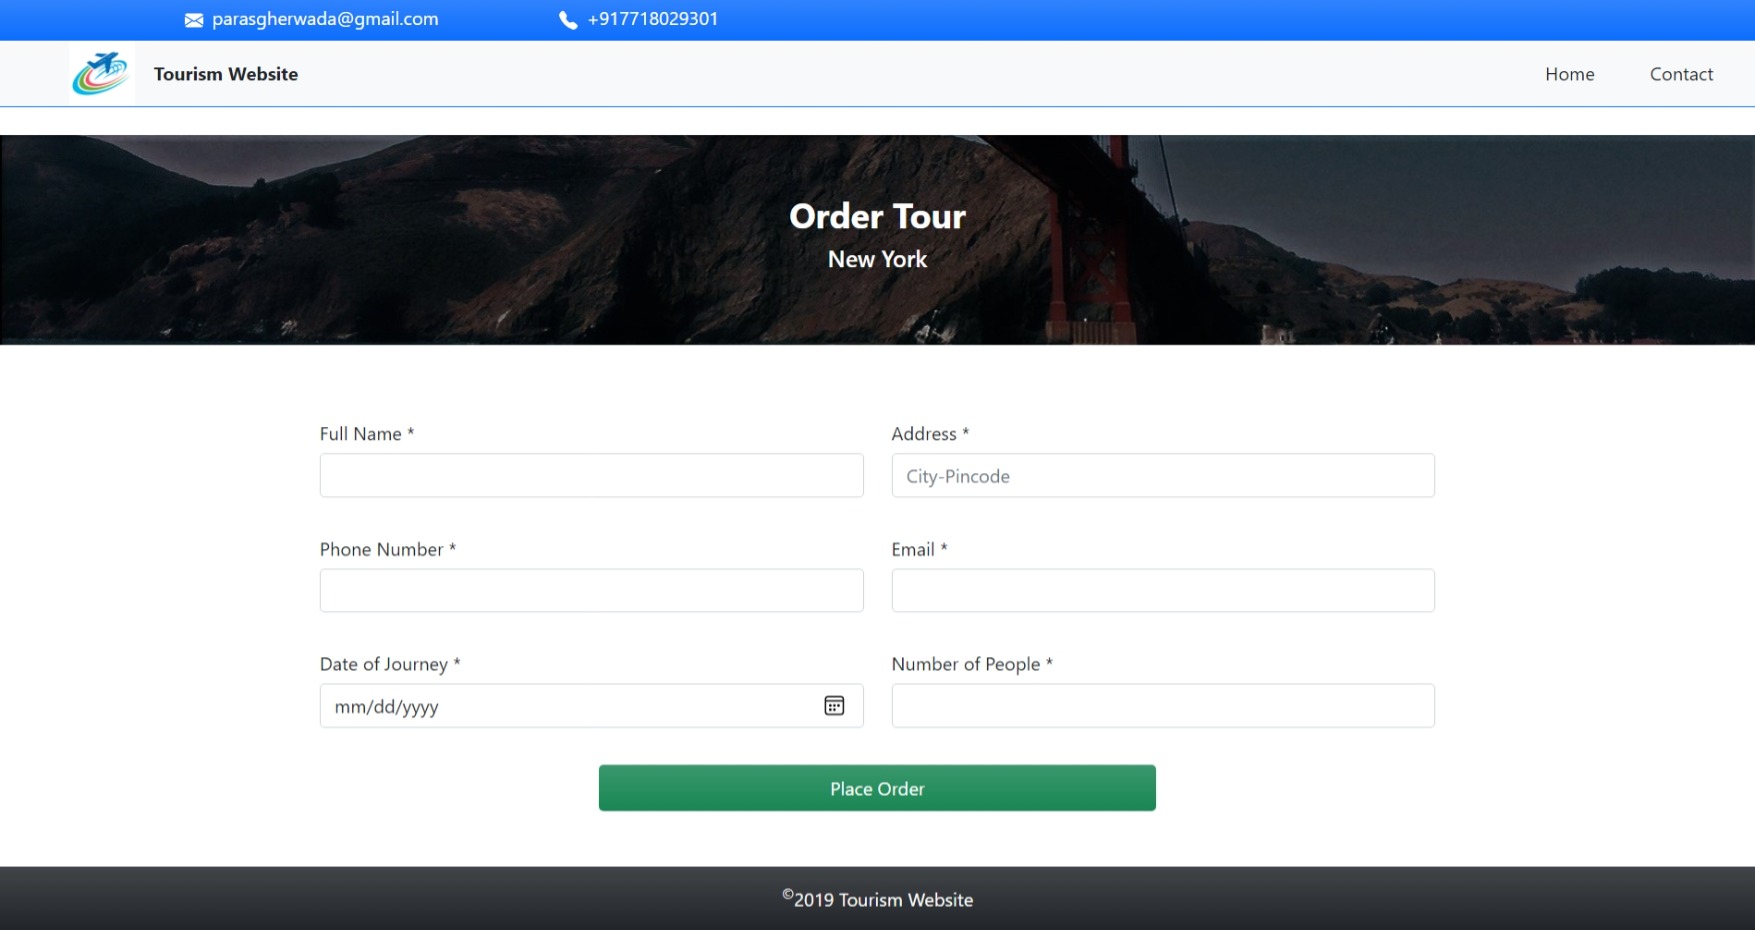 parasgherwada@gmail.com +917718029301
Tourism Website Home Contact
Order Tour
New York
Full Name * Address *
City-Pincode
Phone Number * Email *
Date of Journey * Number of People *
mm/dd/yyyy
Place Order
©2019 Tourism Website